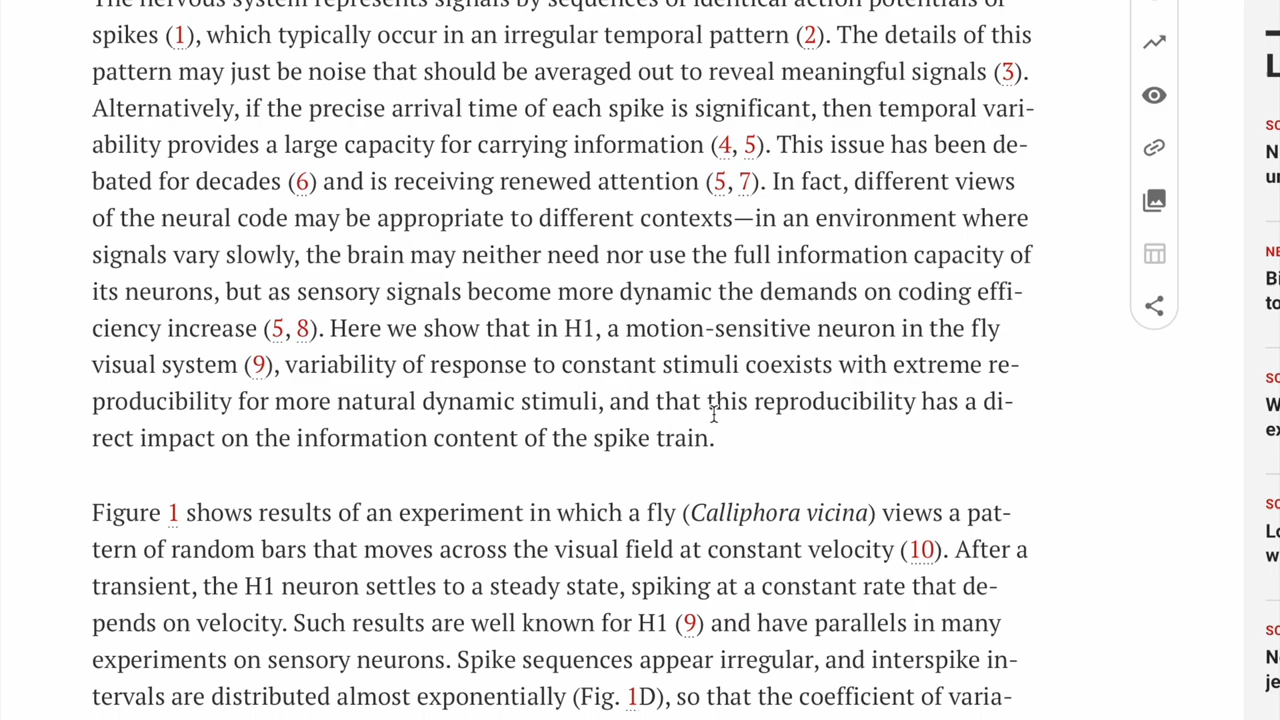 The nervous system represents signals by sequences of identical action potentials or
spikes (1), which typically occur in an irregular temporal pattern (2). The details of this
pattern may just be noise that should be averaged out to reveal meaningful signals (3).
Alternatively, if the precise arrival time of each spike is significant, then temporal vari-
ability provides a large capacity for carrying information (4, 5). This issue has been de-
bated for decades (6) and is receiving renewed attention (5, 7). In fact, different views
of the neural code may be appropriate to different contexts—in an environment where
signals vary slowly, the brain may neither need nor use the full information capacity of
its neurons, but as sensory signals become more dynamic the demands on coding effi-
ciency increase (5, 8). Here we show that in H1, a motion-sensitive neuron in the fly
visual system (9), variability of response to constant stimuli coexists with extreme re-
producibility for more natural dynamic stimuli, and that this reproducibility has a di-
rect impact on the information content of the spike train.
Figure 1 shows results of an experiment in which a fly (Calliphora vicina) views a pat-
tern of random bars that moves across the visual field at constant velocity (10). After a
transient, the H1 neuron settles to a steady state, spiking at a constant rate that de-
pends on velocity. Such results are well known for H1 (9) and have parallels in many
experiments on sensory neurons. Spike sequences appear irregular, and interspike in-
tervals are distributed almost exponentially (Fig. 1D), so that the coefficient of varia-